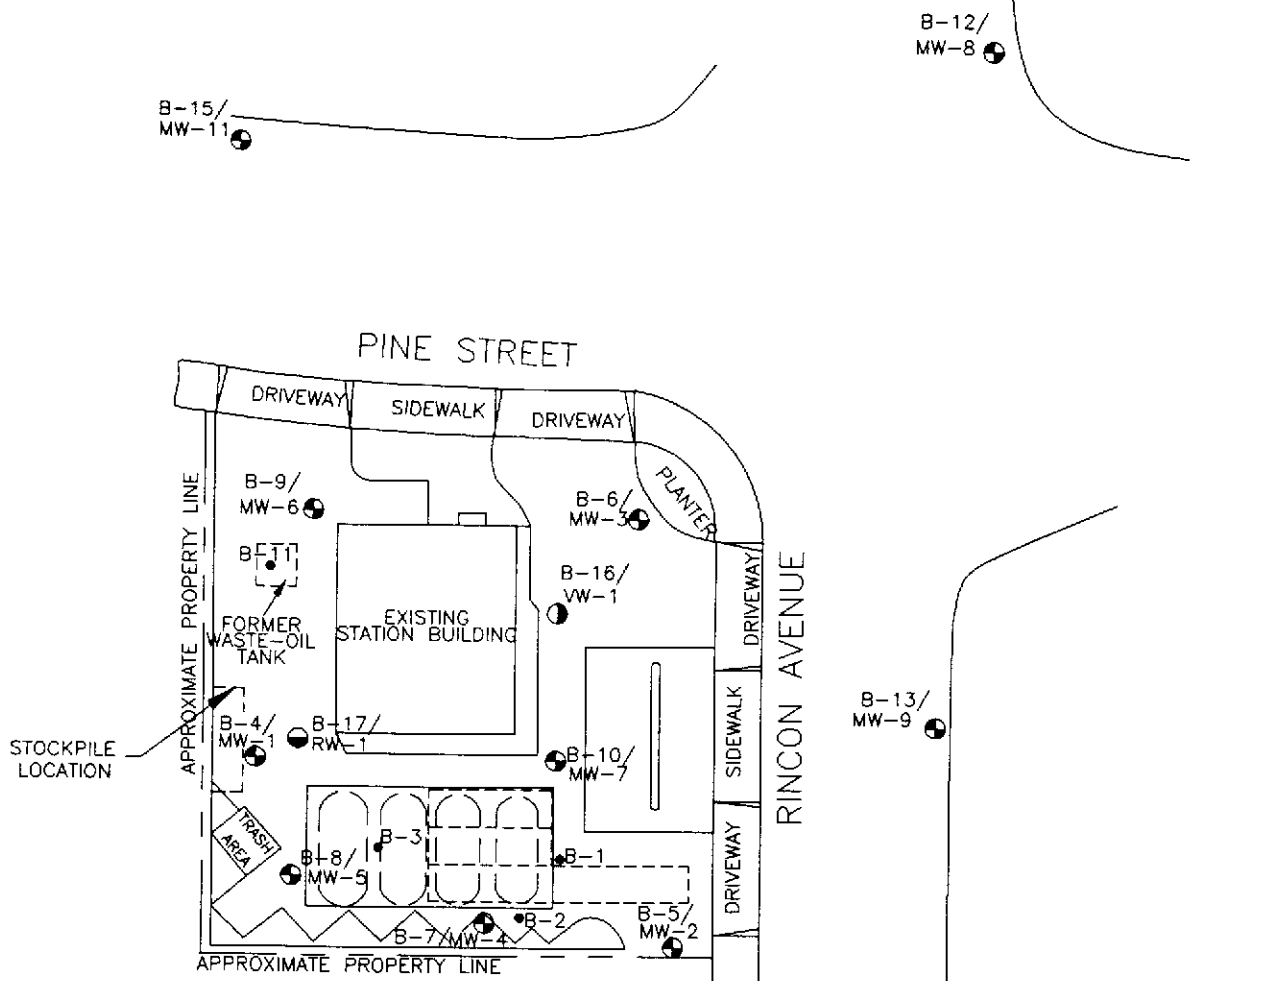 B-12/
MW-8
B-15/
MW-11
PINE STREET
DRIVEWAY
SIDEWALK
DRIVEWAY
PLANTER
B-9/
MW-6
B-6/
MW-3
B-11
B-16/
VW-1
FORMER
WASTE-OIL
TANK
EXISTING
STATION BUILDING
APPROXIMATE PROPERTY LINE
DRIVEWAY
RINCON AVENUE
SIDEWALK
B-13/
MW-9
STOCKPILE
LOCATION
B-4/
MW-1
B-17/
RW-1
B-10/
MW-7
TRASH
AREA
B-3
B-1
B-8/
MW-5
DRIVEWAY
B-2
B-5/
MW-2
B-7/MW-4
APPROXIMATE PROPERTY LINE